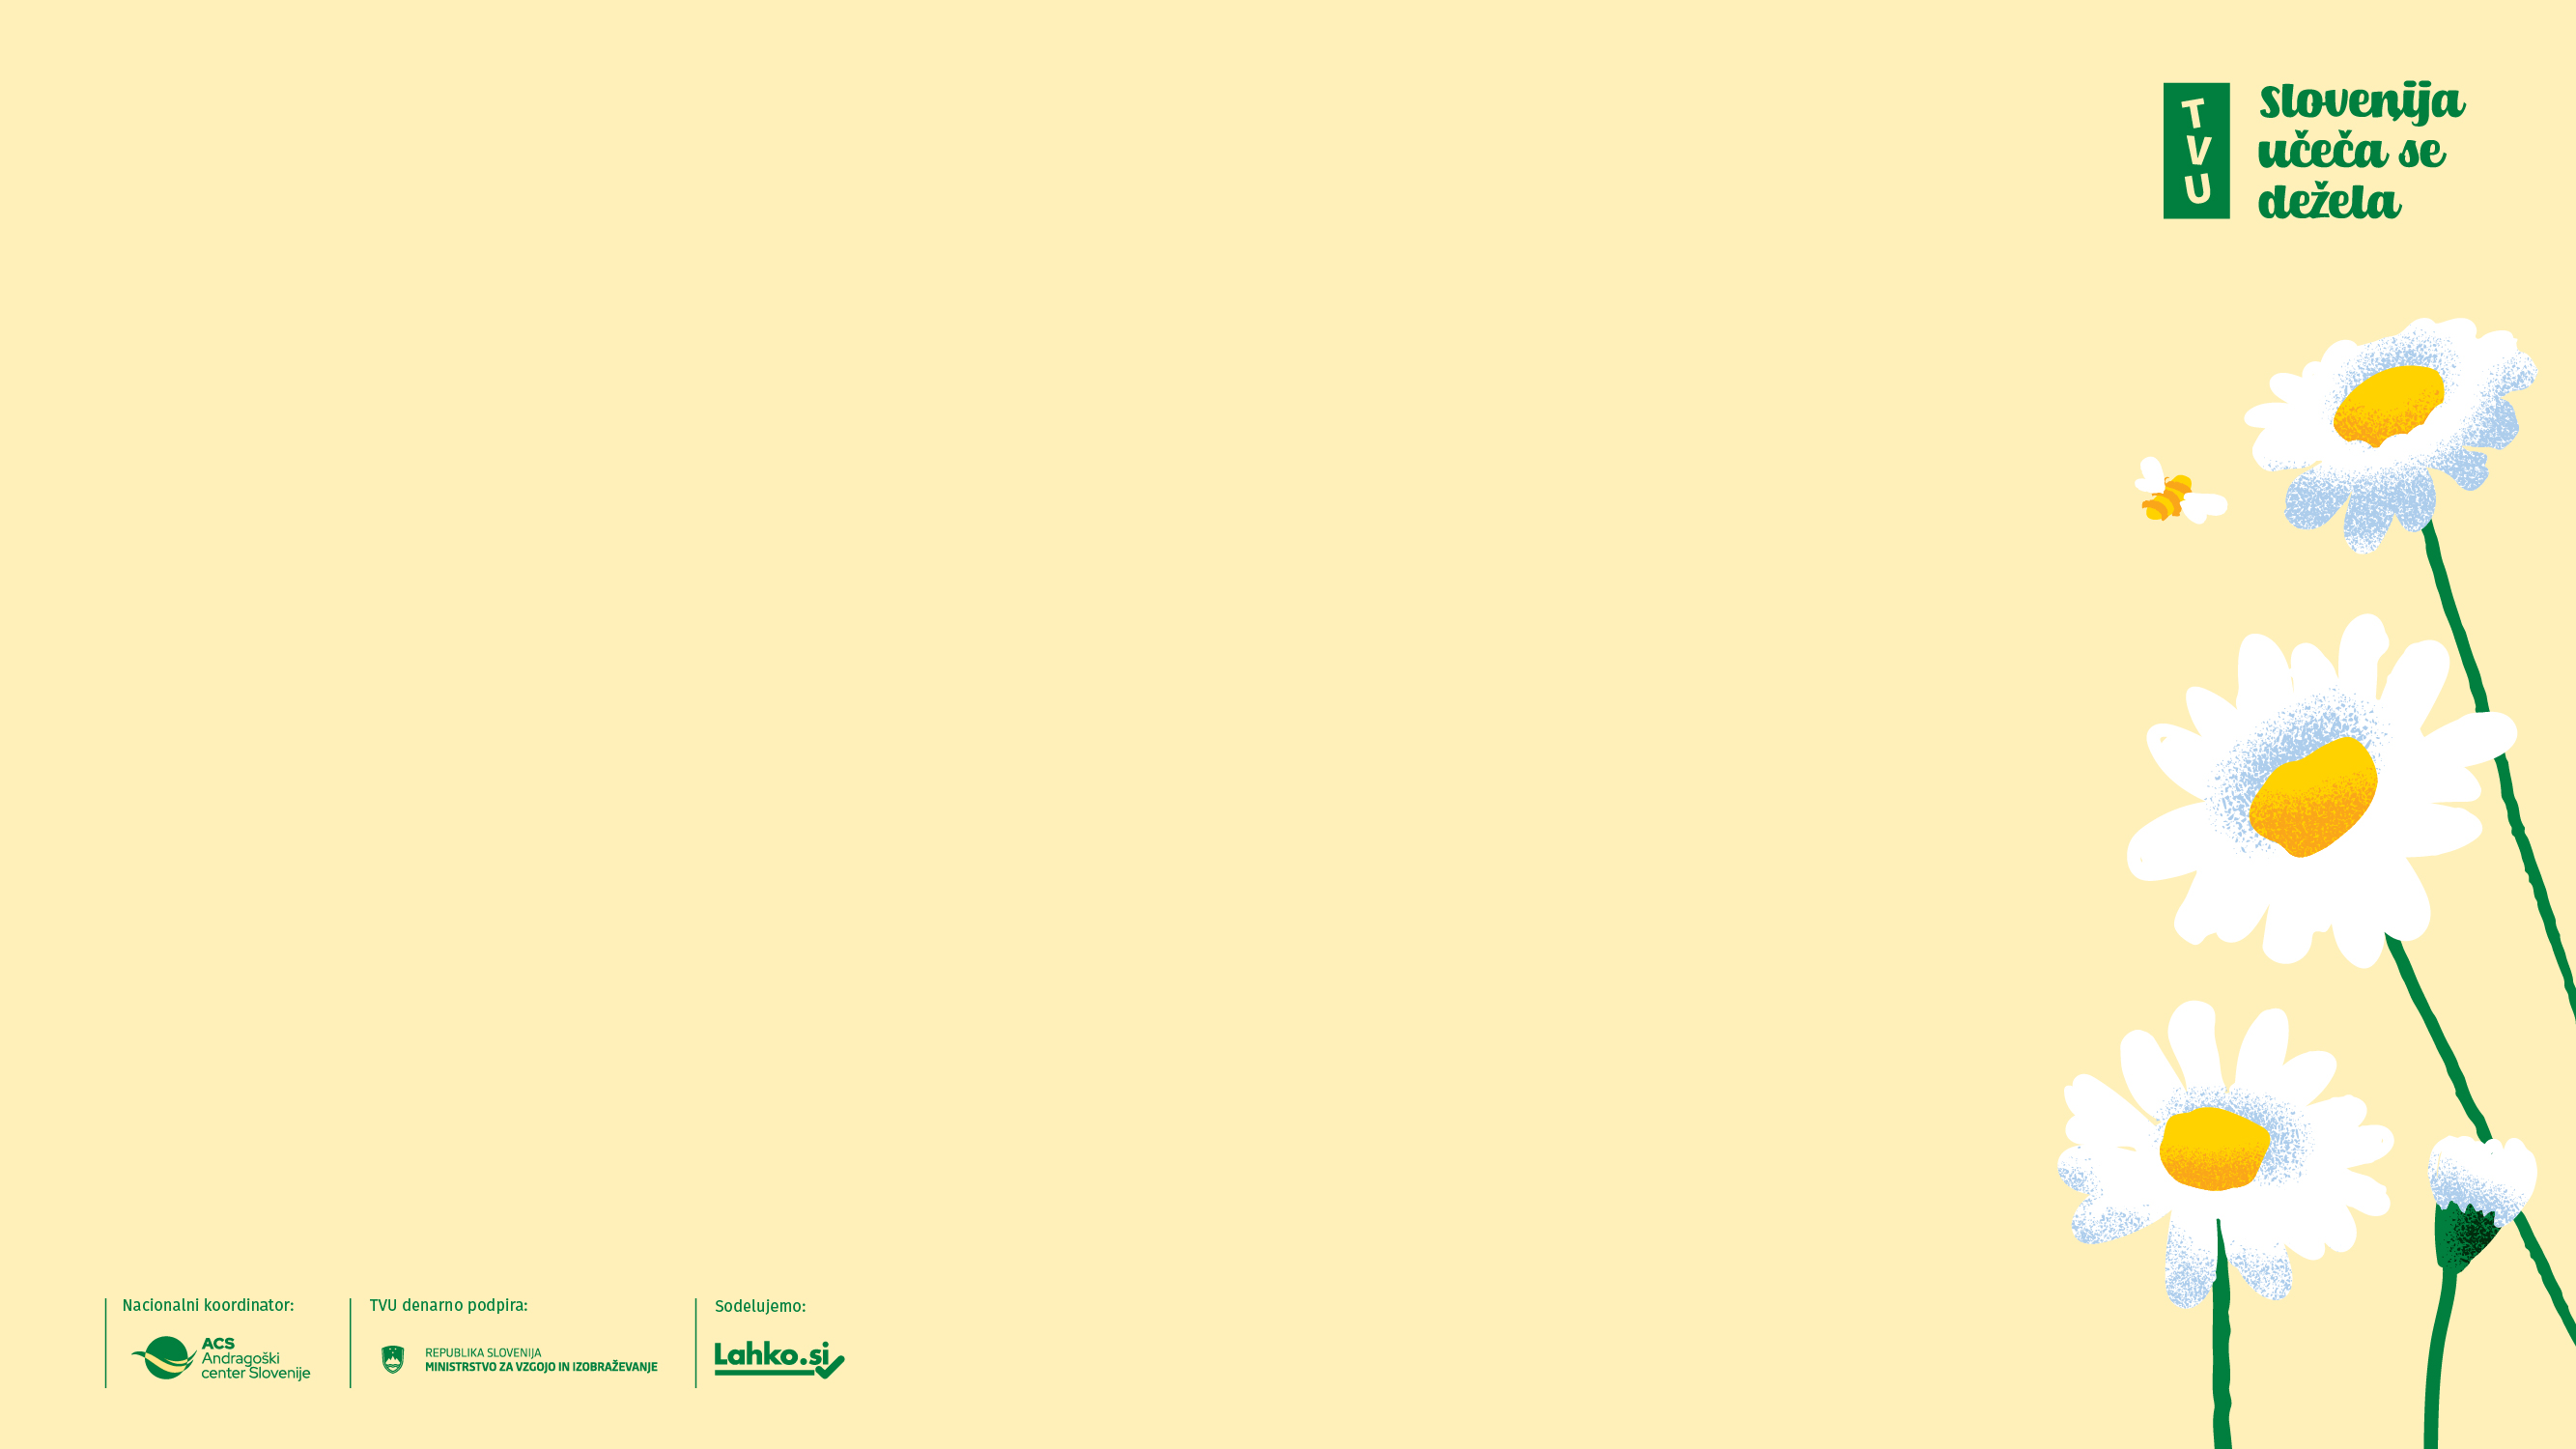 TVU
Slovenija
učeča se
dežela
Nacionalni koordinator:
ACS
Andragoški
center Slovenije
TVU denarno podpira:
REPUBLIKA SLOVENIJA
MINISTRSTVO ZA VZGOJO IN IZOBRAŽEVANJE
Sodelujemo:
Lahko.si